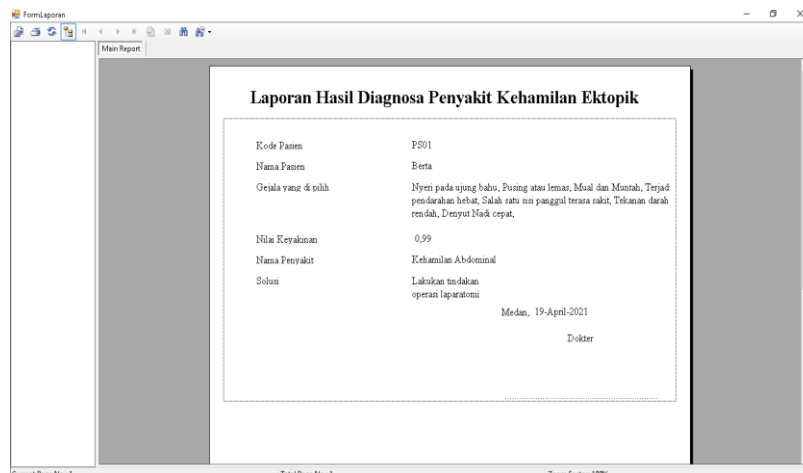 FormLaporan
Main Report
Laporan Hasil Diagnosa Penyakit Kehamilan Ektopik
Kode Pasien PS01
Nama Pasien Berta
Gejala yang di pilih Nyeri pada ujung bahu, Pusing atau lemas, Mual dan Muntah, Terjad
pendarahan hebat, Salah satu sisi panggul terasa sakit, Tekanan darah
rendah, Denyut Nadi cepat,
Nilai Keyakinan 0,99
Nama Penyakit Kehamilan Abdominal
Solusi Lakukan tindakan
operasi laparatomi
Medan, 19-April-2021
Dokter